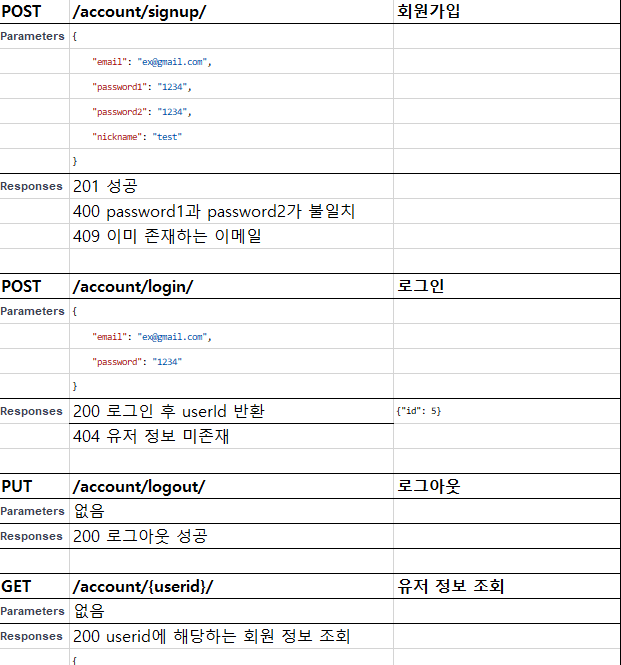 POST /account/signup/ 회원가입
Parameters {
"email": "ex@gmail.com",
"password1": "1234",
"password2": "1234",
"nickname": "test"
}
Responses 201 성공
400 password1과 password2가 불일치
409 이미 존재하는 이메일
POST /account/login/ 로그인
Parameters {
"email": "ex@gmail.com",
"password": "1234"
}
Responses 200 로그인 후 userId 반환 {"id": 5}
404 유저 정보 미존재
PUT /account/logout/ 로그아웃
Parameters 없음
Responses 200 로그아웃 성공
GET /account/{userid}/ 유저 정보 조회
Parameters 없음
Responses 200 userid에 해당하는 회원 정보 조회
{